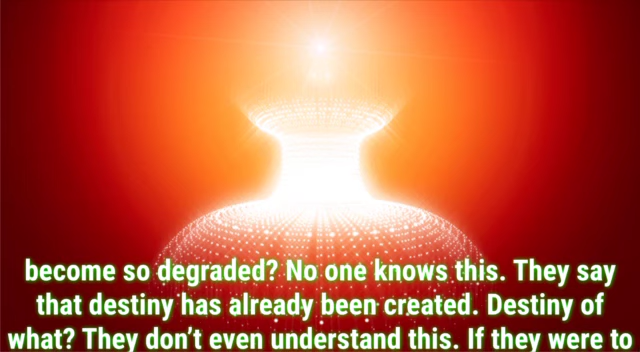 become so degraded? No one knows this. They say
that destiny has already been created. Destiny of
what? They don’t even understand this. If they were to